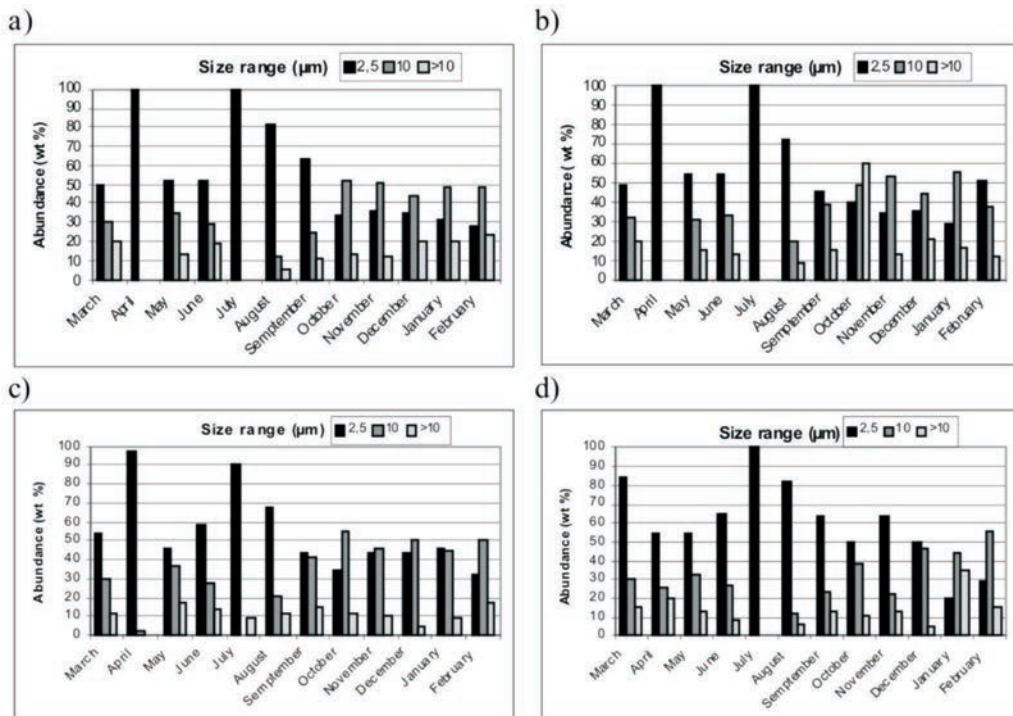 a)
Size range (µm) 2,5 10 >10
Abundance (wt %)
100
90
80
70
60
50
40
30
20
10
0
March April May June July August Semptember October November December January February
b)
Size range (µm) 2,5 10 >10
Abundance ( wt %)
100
90
80
70
60
50
40
30
20
10
0
March April May June July August Semptember October November December January February
c)
Size range (µm) 2,5 10 >10
Abundance (wt %)
100
90
80
70
60
50
40
30
20
10
0
March April May June July August Semptember October November December January February
d)
Size range (µm) 2,5 10 >10
Abundance (wt %)
100
80
70
60
50
40
30
20
10
0
March April May June July August Semptember October November December January February